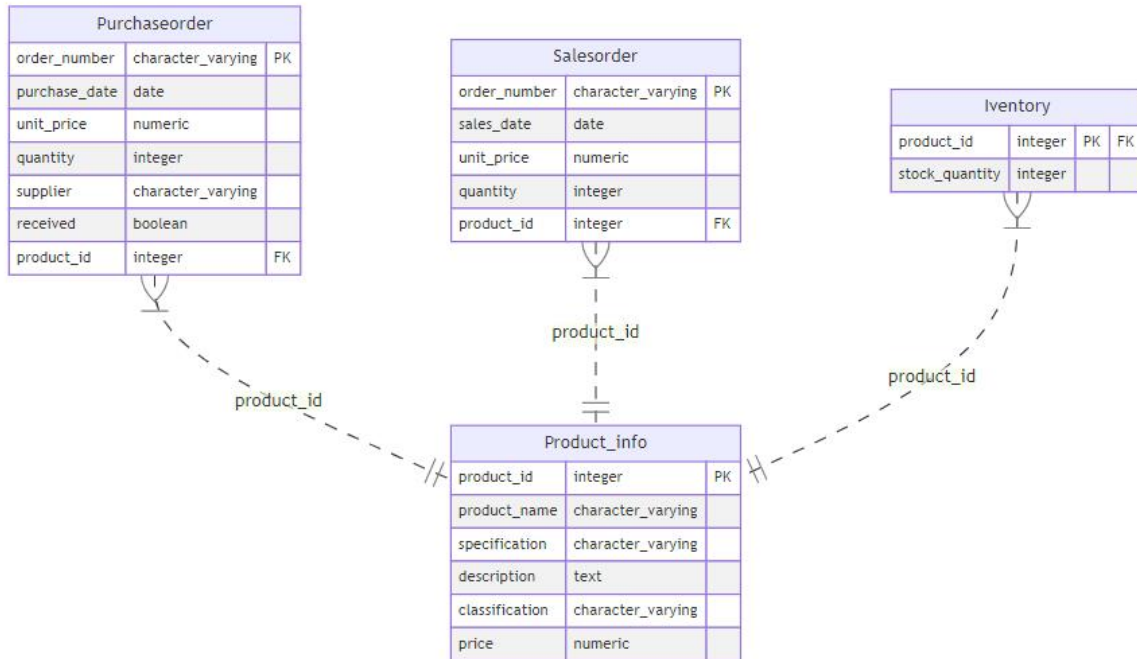 Purchaseorder
order_number character_varying PK
purchase_date date
unit_price numeric
quantity integer
supplier character_varying
received boolean
product_id integer FK
Salesorder
order_number character_varying PK
sales_date date
unit_price numeric
quantity integer
product_id integer FK
Iventory
product_id integer PK FK
stock_quantity integer
product_id
product_id
product_id
Product_info
product_id integer PK
product_name character_varying
specification character_varying
description text
classification character_varying
price numeric